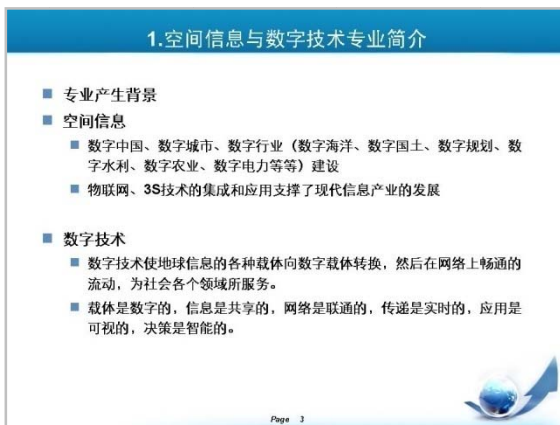 1.空间信息与数字技术专业简介
专业产生背景
空间信息
数字中国、数字城市、数字行业（数字海洋、数字国土、数字规划、数
字水利、数字农业、数字电力等等）建设
物联网、3S技术的集成和应用支撑了现代信息产业的发展
数字技术
数字技术使地球信息的各种载体向数字载体转换，然后在网络上畅通的
流动，为社会各个领域所服务。
载体是数字的，信息是共享的，网络是联通的，传递是实时的，应用是
可视的，决策是智能的。
Page 3